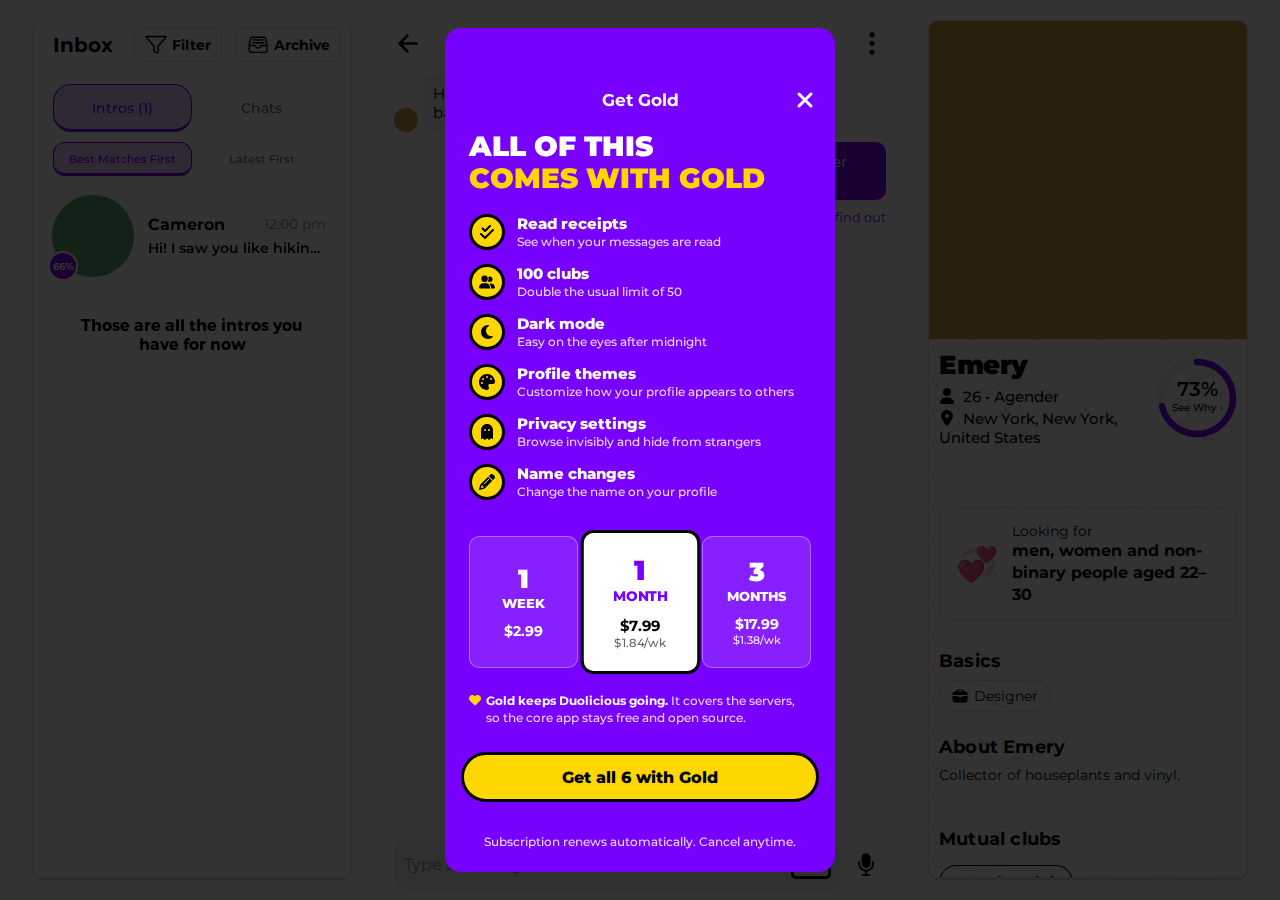 Inbox
Filter
Archive
Intros (1)
Chats
Best Matches First
Latest First
Cameron
12:00 pm
Hi! I saw you like hikin...
66%
Those are all the intros you
have for now
Get Gold
ALL OF THIS
COMES WITH GOLD
Read receipts
See when your messages are read
100 clubs
Double the usual limit of 50
Dark mode
Easy on the eyes after midnight
Profile themes
Customize how your profile appears to others
Privacy settings
Browse invisibly and hide from strangers
Name changes
Change the name on your profile
1
WEEK
$2.99
1
MONTH
$7.99
$1.84/wk
3
MONTHS
$17.99
$1.38/wk
Gold keeps Duolicious going. It covers the servers,
so the core app stays free and open source.
Get all 6 with Gold
Subscription renews automatically. Cancel anytime.
find out
Type
Emery
26 • Agender
New York, New York,
United States
73%
See Why ›
Looking for
men, women and non-
binary people aged 22–
30
Basics
Designer
About Emery
Collector of houseplants and vinyl.
Mutual clubs